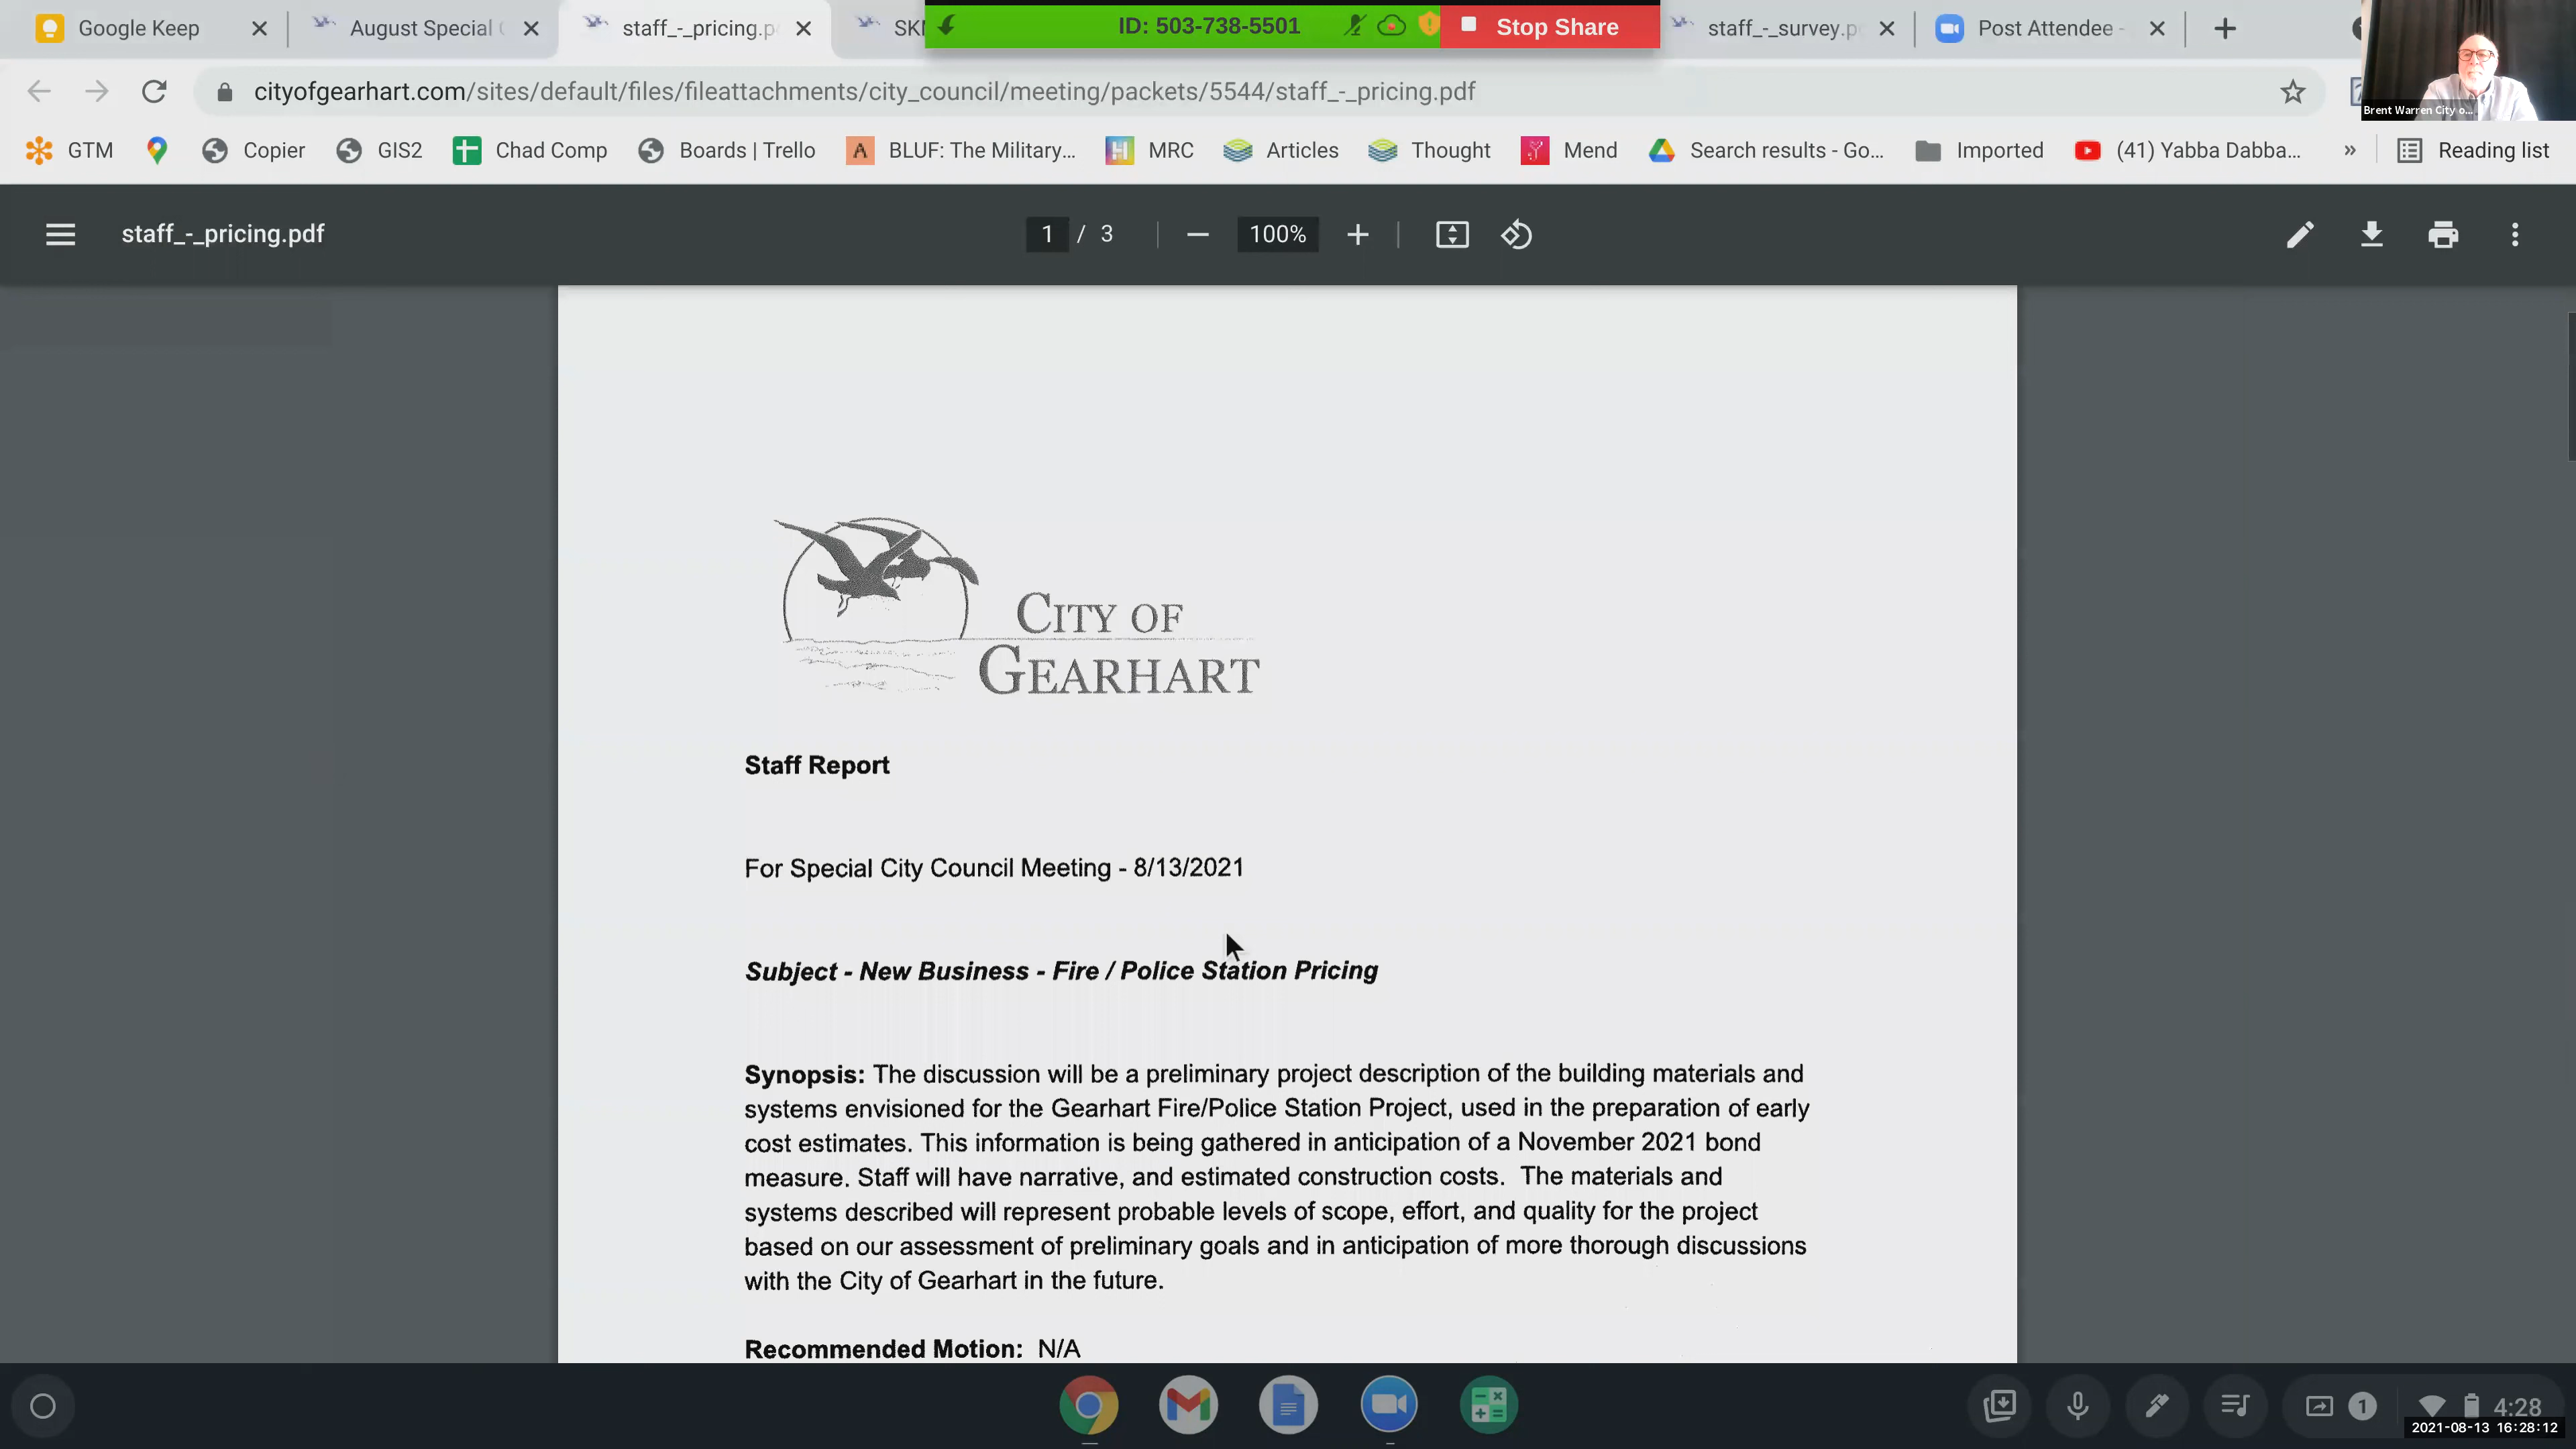 Google Keep
August Special
staff_-_pricing.p
ID: 503-738-5501
Stop Share
staff_-_survey.p
Post Attendee -
cityofgearhart.com/sites/default/files/fileattachments/city_council/meeting/packets/5544/staff_-_pricing.pdf
Brent Warren City o...
GTM
Copier
GIS2
Chad Comp
Boards | Trello
A
BLUF: The Military...
H
MRC
Articles
Thought
Mend
Search results - Go...
Imported
(41) Yabba Dabba...
»
Reading list
staff_-_pricing.pdf
1 / 3
100%
CITY OF
GEARHART
Staff Report
For Special City Council Meeting - 8/13/2021
Subject - New Business - Fire / Police Station Pricing
Synopsis: The discussion will be a preliminary project description of the building materials and
systems envisioned for the Gearhart Fire/Police Station Project, used in the preparation of early
cost estimates. This information is being gathered in anticipation of a November 2021 bond
measure. Staff will have narrative, and estimated construction costs. The materials and
systems described will represent probable levels of scope, effort, and quality for the project
based on our assessment of preliminary goals and in anticipation of more thorough discussions
with the City of Gearhart in the future.
Recommended Motion: N/A
1
4:28
2021-08-13 16:28:12